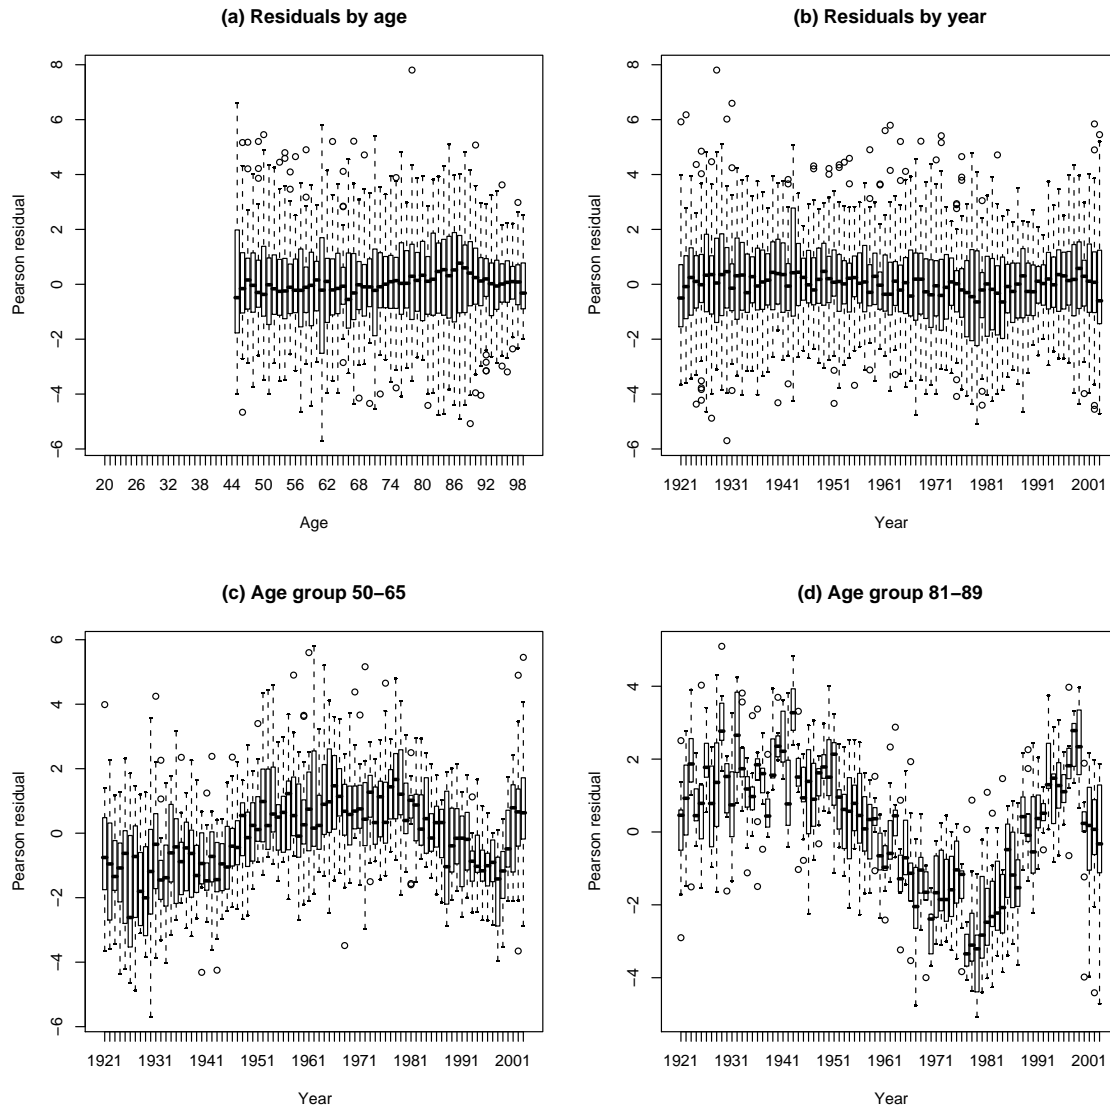 (a) Residuals by age
Pearson residual
8
6
4
2
0
−2
−4
−6
20 26 32 38 44 50 56 62 68 74 80 86 92 98
Age
(b) Residuals by year
Pearson residual
8
6
4
2
0
−2
−4
−6
1921 1931 1941 1951 1961 1971 1981 1991 2001
Year
(c) Age group 50−65
Pearson residual
6
4
2
0
−2
−4
−6
1921 1931 1941 1951 1961 1971 1981 1991 2001
Year
(d) Age group 81−89
Pearson residual
4
2
0
−2
−4
1921 1931 1941 1951 1961 1971 1981 1991 2001
Year